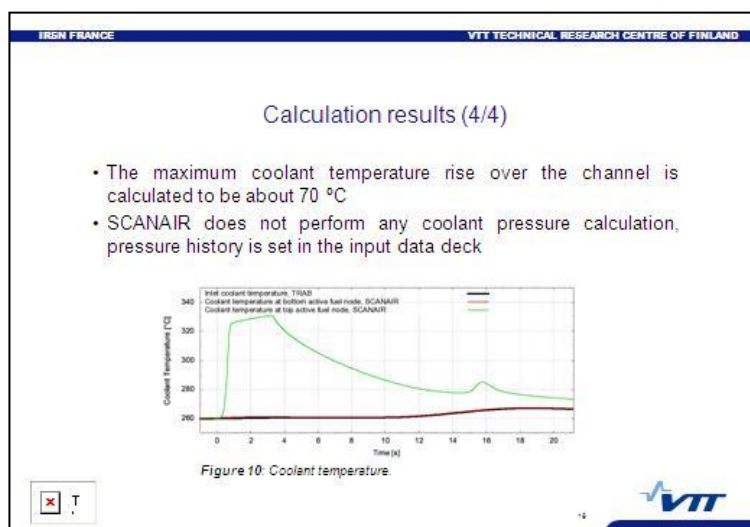 IRSN FRANCE
VTT TECHNICAL RESEARCH CENTRE OF FINLAND
Calculation results (4/4)
• The maximum coolant temperature rise over the channel is
calculated to be about 70 ºC
• SCANAIR does not perform any coolant pressure calculation,
pressure history is set in the input data deck
Inlet coolant temperature, TRAB
Coolant temperature at bottom active fuel node, SCANAIR
Coolant temperature at top active fuel node, SCANAIR
Coolant Temperature [°C]
340
320
300
280
260
0 2 4 6 8 10 12 14 16 18 20
Time [s]
Figure 10: Coolant temperature.
T
VTT